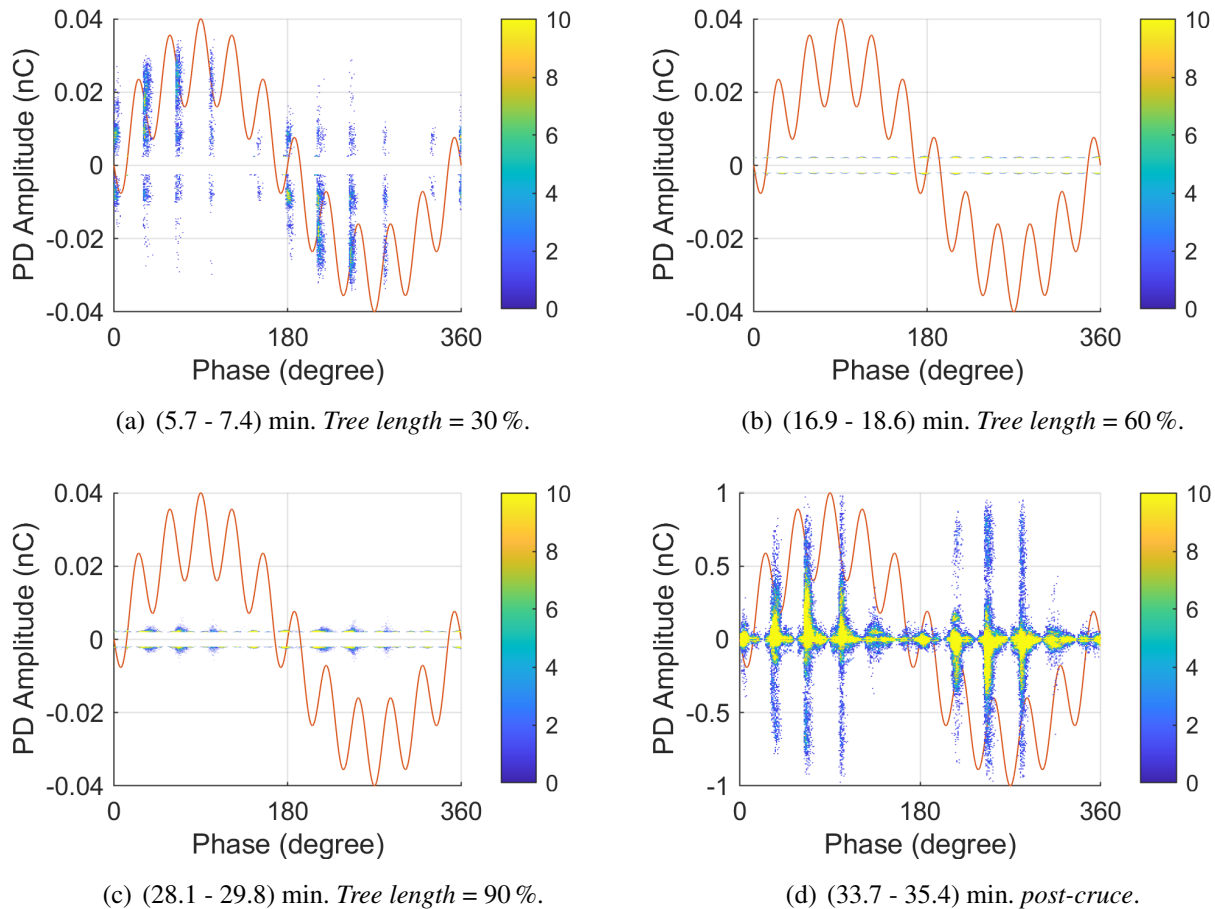 0.04
0.02
0
-0.02
-0.04
PD Amplitude (nC)
0 180 360
Phase (degree)
10
8
6
4
2
0
(a) (5.7 - 7.4) min. Tree length = 30 %.
0.04
0.02
0
-0.02
-0.04
PD Amplitude (nC)
0 180 360
Phase (degree)
10
8
6
4
2
0
(b) (16.9 - 18.6) min. Tree length = 60 %.
0.04
0.02
0
-0.02
-0.04
PD Amplitude (nC)
0 180 360
Phase (degree)
10
8
6
4
2
0
(c) (28.1 - 29.8) min. Tree length = 90 %.
1
0.5
0
-0.5
-1
PD Amplitude (nC)
0 180 360
Phase (degree)
10
8
6
4
2
0
(d) (33.7 - 35.4) min. post-cruce.